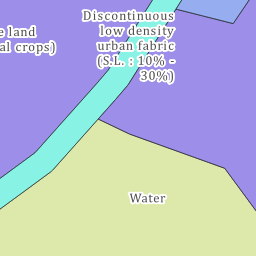 Discontinuous
low density
urban fabric
(S.L. : 10% -
30%)
e land
al crops)
Water